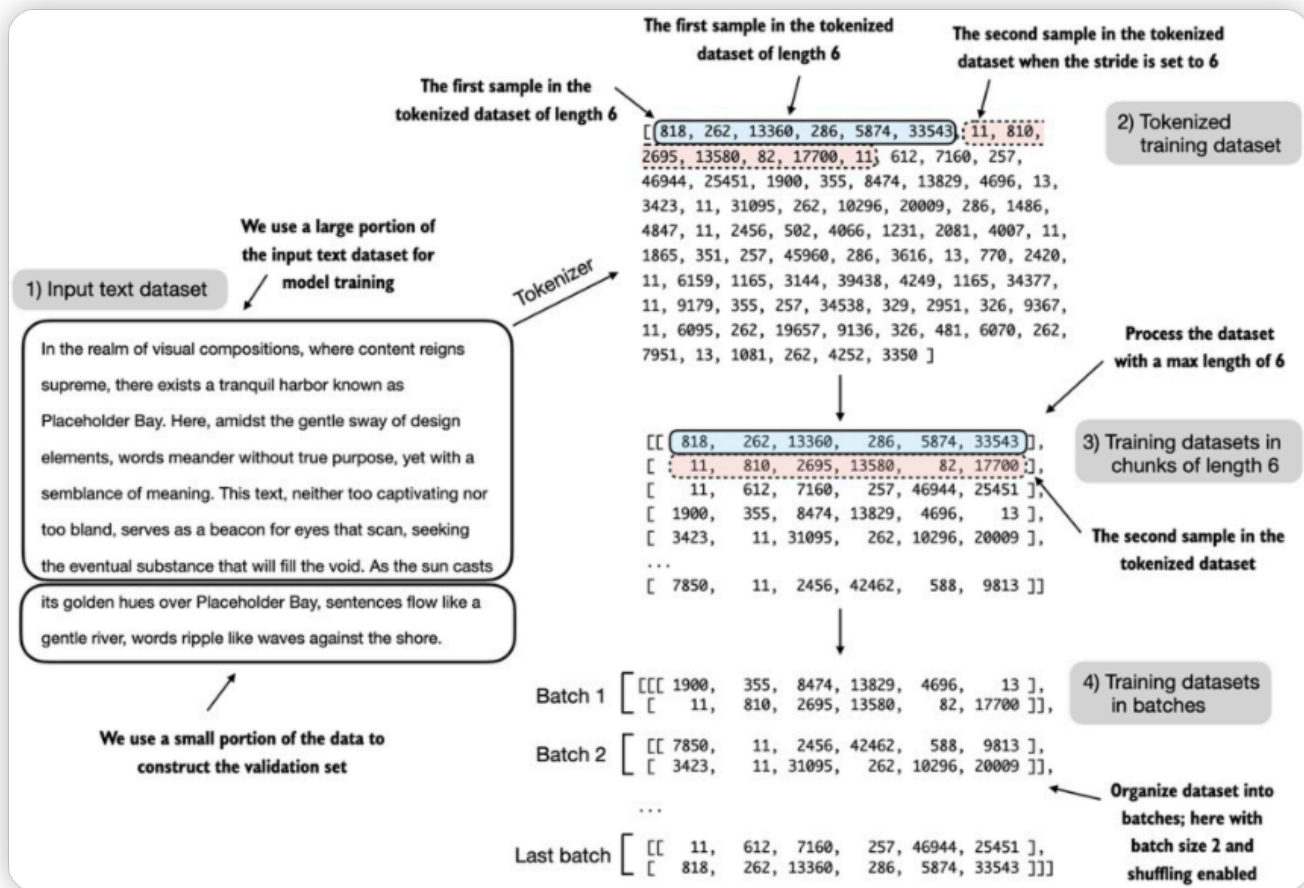 The first sample in the tokenized
dataset of length 6
The second sample in the tokenized
dataset when the stride is set to 6
The first sample in the
tokenized dataset of length 6
2) Tokenized
training dataset
[ 818, 262, 13360, 286, 5874, 33543, 11, 810,
2695, 13580, 82, 17700, 11, 612, 7160, 257,
46944, 25451, 1900, 355, 8474, 13829, 4696, 13,
3423, 11, 31095, 262, 10296, 20009, 286, 1486,
4847, 11, 2456, 502, 4066, 1231, 2081, 4007, 11,
1865, 351, 257, 45960, 286, 3616, 13, 770, 2420,
11, 6159, 1165, 3144, 39438, 4249, 1165, 34377,
11, 9179, 355, 257, 34538, 329, 2951, 326, 9367,
11, 6095, 262, 19657, 9136, 326, 481, 6070, 262,
7951, 13, 1081, 262, 4252, 3350 ]
We use a large portion of
the input text dataset for
model training
1) Input text dataset
Tokenizer
In the realm of visual compositions, where content reigns
supreme, there exists a tranquil harbor known as
Placeholder Bay. Here, amidst the gentle sway of design
elements, words meander without true purpose, yet with a
semblance of meaning. This text, neither too captivating nor
too bland, serves as a beacon for eyes that scan, seeking
the eventual substance that will fill the void. As the sun casts
its golden hues over Placeholder Bay, sentences flow like a
gentle river, words ripple like waves against the shore.
We use a small portion of the data to
construct the validation set
Process the dataset
with a max length of 6
[[ 818, 262, 13360, 286, 5874, 33543 ],
[ 11, 810, 2695, 13580, 82, 17700 ],
[ 11, 612, 7160, 257, 46944, 25451 ],
[ 1900, 355, 8474, 13829, 4696, 13 ],
[ 3423, 11, 31095, 262, 10296, 20009 ],
...
[ 7850, 11, 2456, 42462, 588, 9813 ]]
3) Training datasets in
chunks of length 6
The second sample in the
tokenized dataset
Batch 1
[[[ 1900, 355, 8474, 13829, 4696, 13 ],
[ 11, 810, 2695, 13580, 82, 17700 ]],
Batch 2
[[ 7850, 11, 2456, 42462, 588, 9813 ],
[ 3423, 11, 31095, 262, 10296, 20009 ]],
...
Last batch
[[ 11, 612, 7160, 257, 46944, 25451 ],
[ 818, 262, 13360, 286, 5874, 33543 ]]]
4) Training datasets
in batches
Organize dataset into
batches; here with
batch size 2 and
shuffling enabled